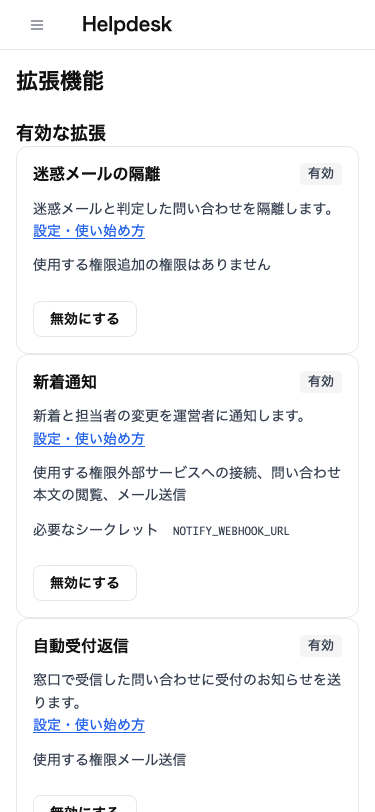 Helpdesk
拡張機能
有効な拡張
迷惑メールの隔離 有効
迷惑メールと判定した問い合わせを隔離します。
設定・使い始め方
使用する権限追加の権限はありません
無効にする
新着通知 有効
新着と担当者の変更を運営者に通知します。
設定・使い始め方
使用する権限外部サービスへの接続、問い合わせ
本文の閲覧、メール送信
必要なシークレット NOTIFY_WEBHOOK_URL
無効にする
自動受付返信 有効
窓口で受信した問い合わせに受付のお知らせを送
ります。
設定・使い始め方
使用する権限メール送信
無効にする